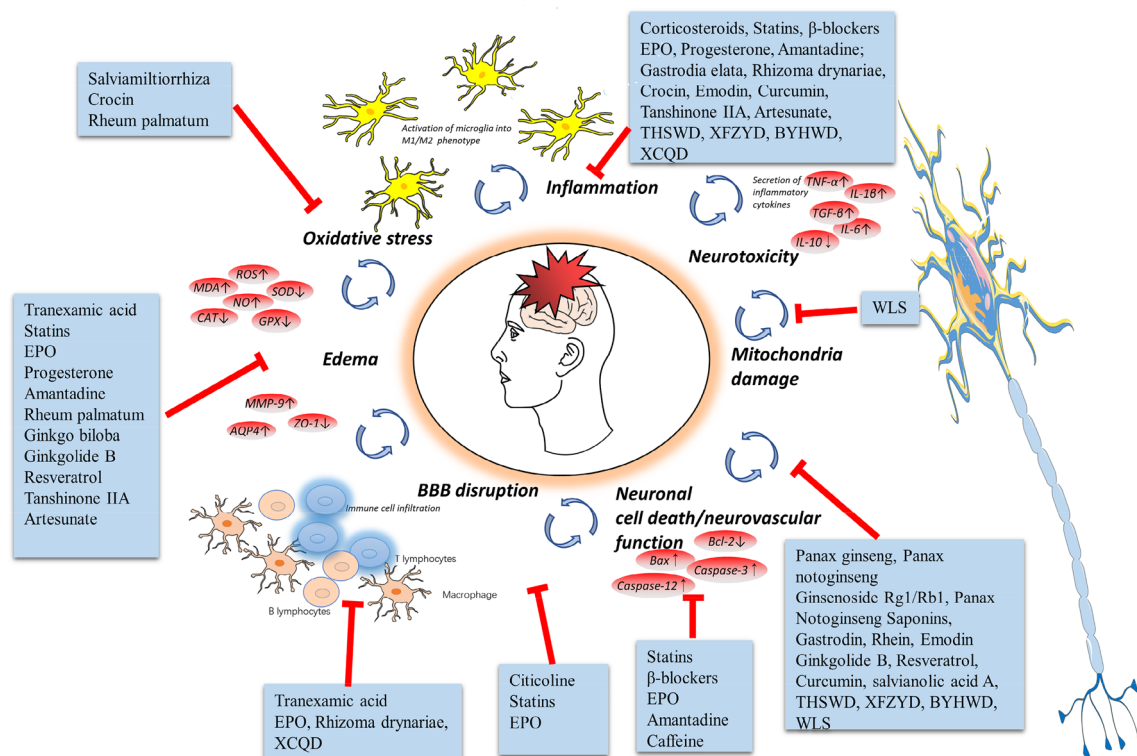 Corticosteroids, Statins, β-blockers
EPO, Progesterone, Amantadine;
Gastrodia elata, Rhizoma drynariae,
Crocin, Emodin, Curcumin,
Tanshinone IIA, Artesunate,
THSWD, XFZYD, BYHWD,
XCQD
Salviamiltiorrhiza
Crocin
Rheum palmatum
Activation of microglia into
M1/M2 phenotype
Inflammation
Secretion of
inflammatory
cytokines
TNF-α↑
IL-1β↑
TGF-β↑
IL-6↑
IL-10↓
Oxidative stress
Neurotoxicity
ROS↑
MDA↑
SOD↓
NO↑
CAT↓
GPX↓
WLS
Tranexamic acid
Statins
EPO
Progesterone
Amantadine
Rheum palmatum
Ginkgo biloba
Ginkgolide B
Resveratrol
Tanshinone IIA
Artesunate
Edema
Mitochondria
damage
MMP-9↑
ZO-1↓
AQP4↑
BBB disruption
Immune cell infiltration
T lymphocytes
Macrophage
B lymphocytes
Neuronal
cell death/neurovascular
function
Bcl-2↓
Bax↑
Caspase-3↑
Caspase-12↑
Panax ginseng, Panax
notoginseng
Ginsenoside Rg1/Rb1, Panax
Notoginseng Saponins,
Gastrodin, Rhein, Emodin
Ginkgolide B, Resveratrol,
Curcumin, salvianolic acid A,
THSWD, XFZYD, BYHWD,
WLS
Tranexamic acid
EPO, Rhizoma drynariae,
XCQD
Citicoline
Statins
EPO
Statins
β-blockers
EPO
Amantadine
Caffeine